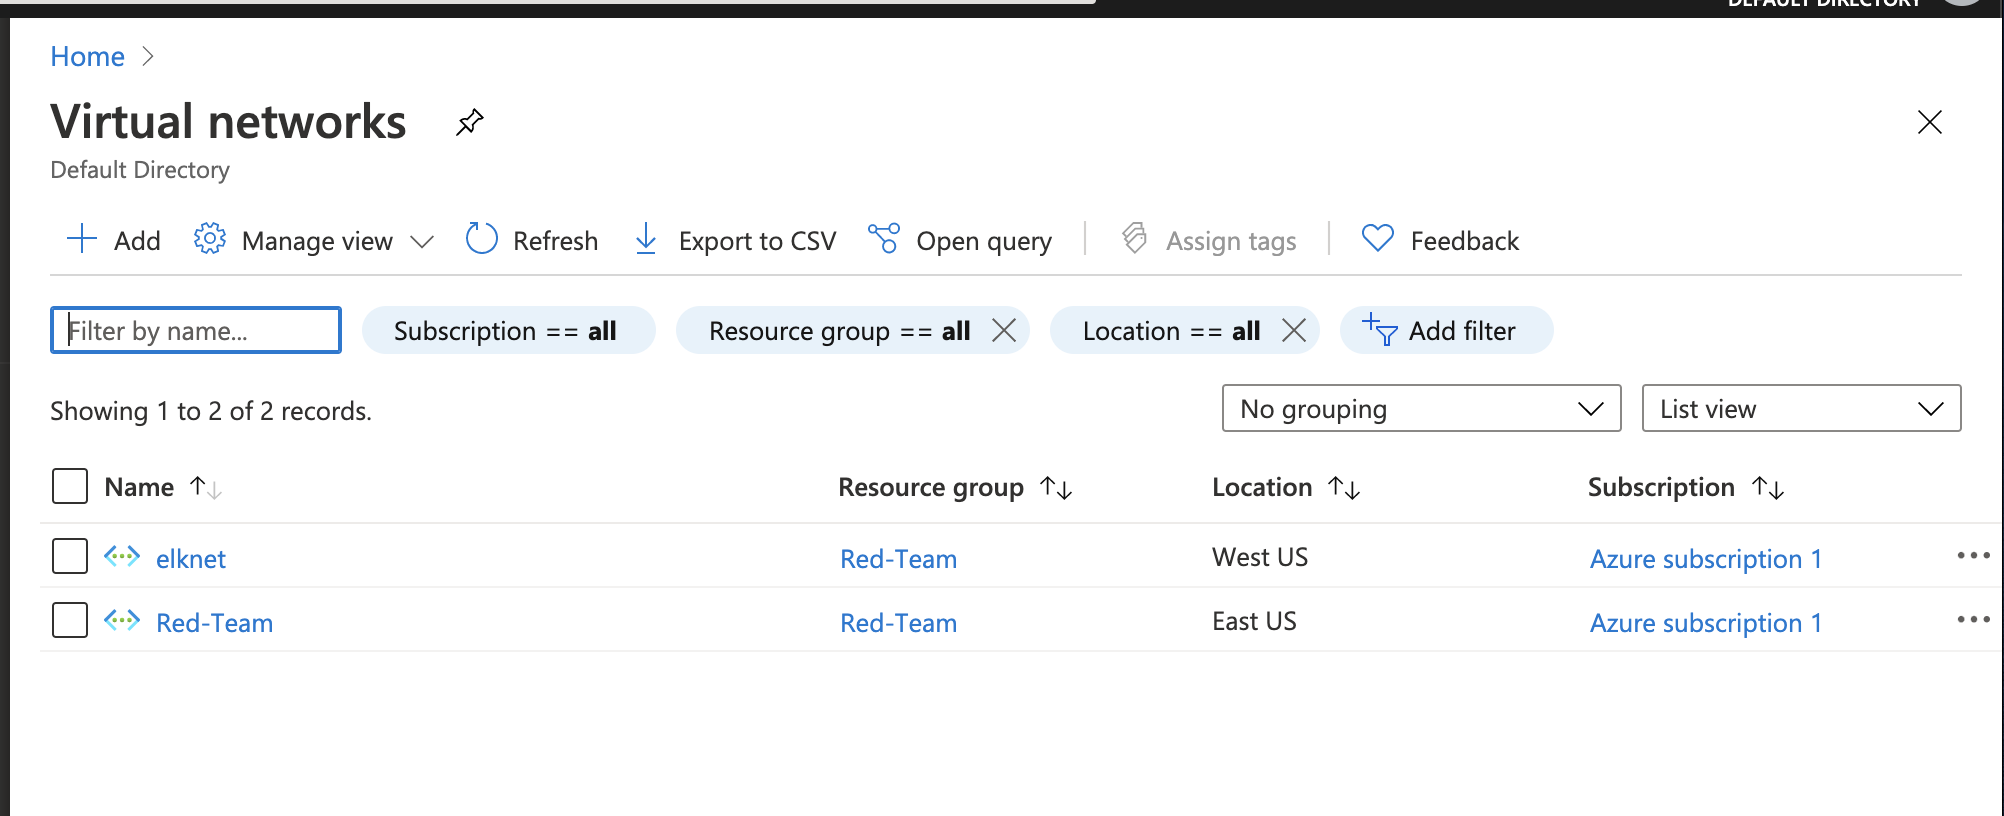 DEFAULT DIRECTORY
Home
Virtual networks
Default Directory
Add Manage view Refresh Export to CSV Open query Assign tags Feedback
Filter by name... Subscription == all Resource group == all Location == all Add filter
Showing 1 to 2 of 2 records. No grouping List view
Name Resource group Location Subscription
elknet Red-Team West US Azure subscription 1
Red-Team Red-Team East US Azure subscription 1